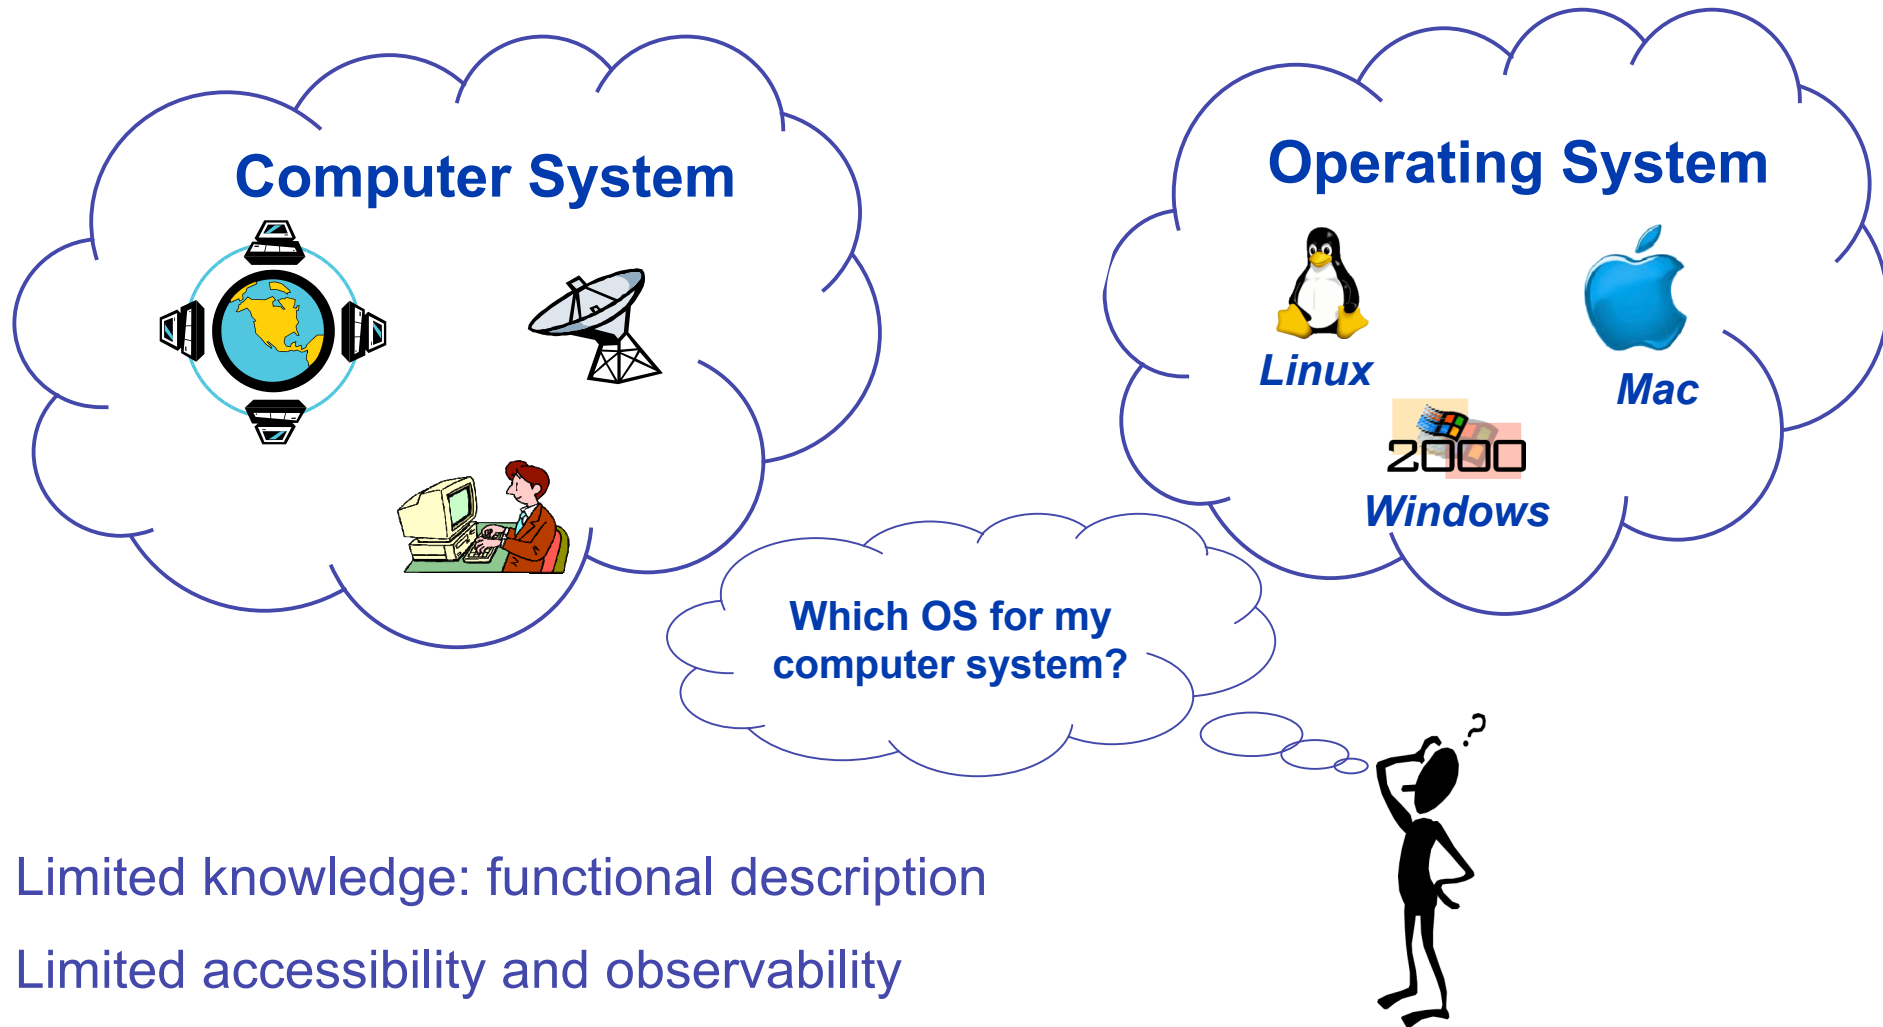 Computer System
Operating System
Linux
Mac
2000
Windows
Which OS for my
computer system?
?
Limited knowledge: functional description
Limited accessibility and observability